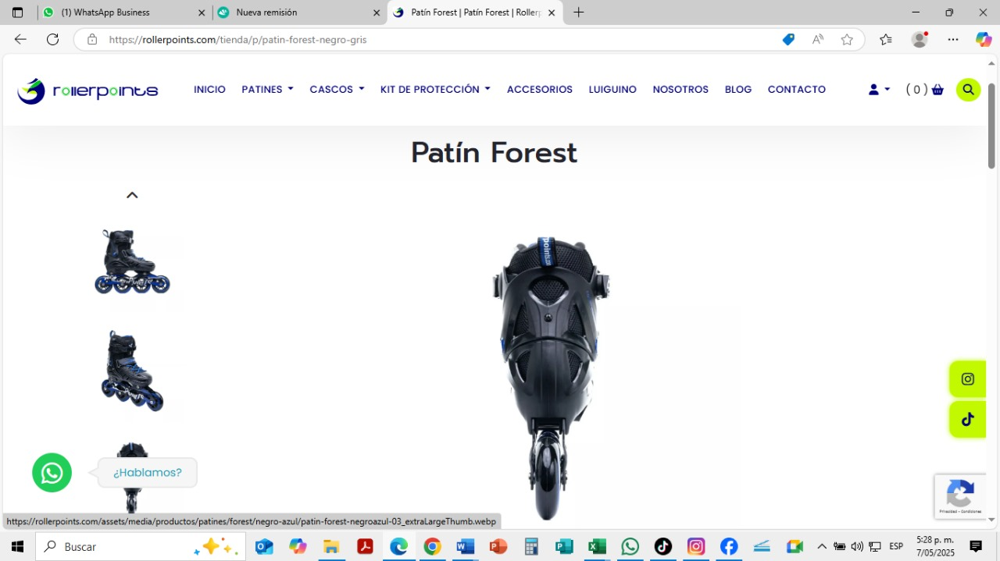 (1) WhatsApp Business
Nueva remisión
Patín Forest | Patín Forest | Roller
https://rollerpoints.com/tienda/p/patin-forest-negro-gris
rollerpoints
INICIO
PATINES
CASCOS
KIT DE PROTECCIÓN
ACCESORIOS
LUIGUINO
NOSOTROS
BLOG
CONTACTO
( 0 )
Patín Forest
points
¿Hablamos?
Privacidad - Condiciones
https://rollerpoints.com/assets/media/productos/patines/forest/negro-azul/patin-forest-negroazul-03_extraLargeThumb.webp
Buscar
ESP
5:28 p. m.
7/05/2025